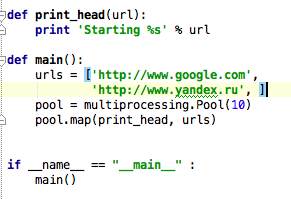 def print_head(url):
    print 'Starting %s' % url

def main():
    urls = ['http://www.google.com',
            'http://www.yandex.ru', ]
    pool = multiprocessing.Pool(10)
    pool.map(print_head, urls)


if __name__ == "__main__" :
    main()